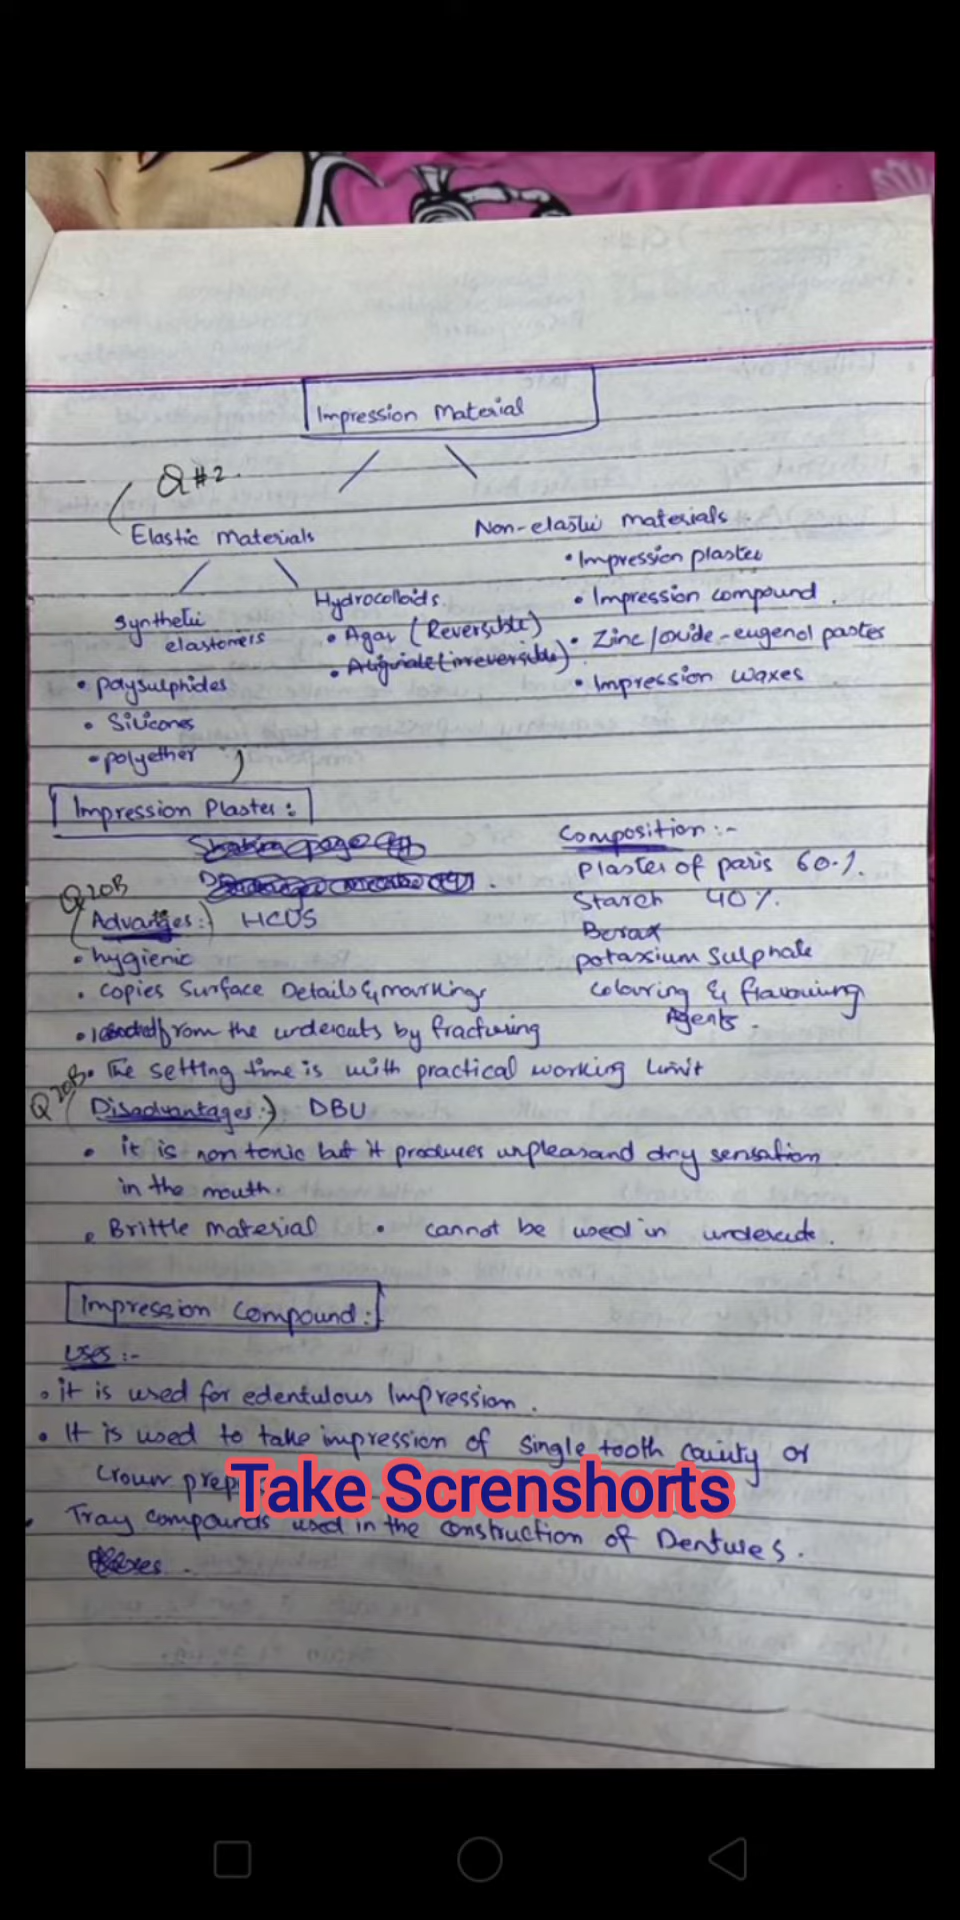 Impression Material
Q#2.
Elastic Materials
Non-elastic materials.
• Impression plaster
• Impression compound.
• Zinc/oxide-eugenol pastes
• Impression waxes
Synthetic
elastomers
• polysulphides
• Silicones
• polyether
Hydrocolloids
• Agar (Reversible)
• Alginate (irreversible)
Impression Plaster:
Composition:-
Plaster of paris 60%.
Starch 40%.
Borax
potassium Sulphate
Colouring & flavouring
Agents.
Q20B
Advantages:- HCUS
• hygienic
• copies Surface Details & markings
• from the undercuts by fracturing
• The setting time is with practical working limit
Q20B
Disadvantages:- DBU
• it is non toxic but it produces unpleasand dry sensation
in the mouth.
• Brittle material • cannot be used in undercuts.
Impression Compound:-
uses:-
• it is used for edentulous Impression.
• It is used to take impression of single tooth cavity or
crown
Take Screnshorts
• Tray compounds used in the construction of Dentures.